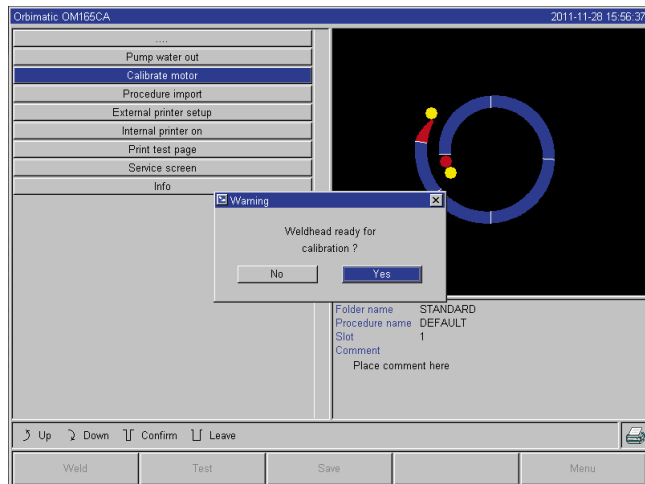 Orbimatic OM165CA 2011-11-28 15:56:37
....
Pump water out
Calibrate motor
Procedure import
External printer setup
Internal printer on
Print test page
Service screen
Info
Warning
Weldhead ready for
calibration ?
No Yes
Folder name STANDARD
Procedure name DEFAULT
Slot 1
Comment
Place comment here
Up Down Confirm Leave
Weld Test Save Menu